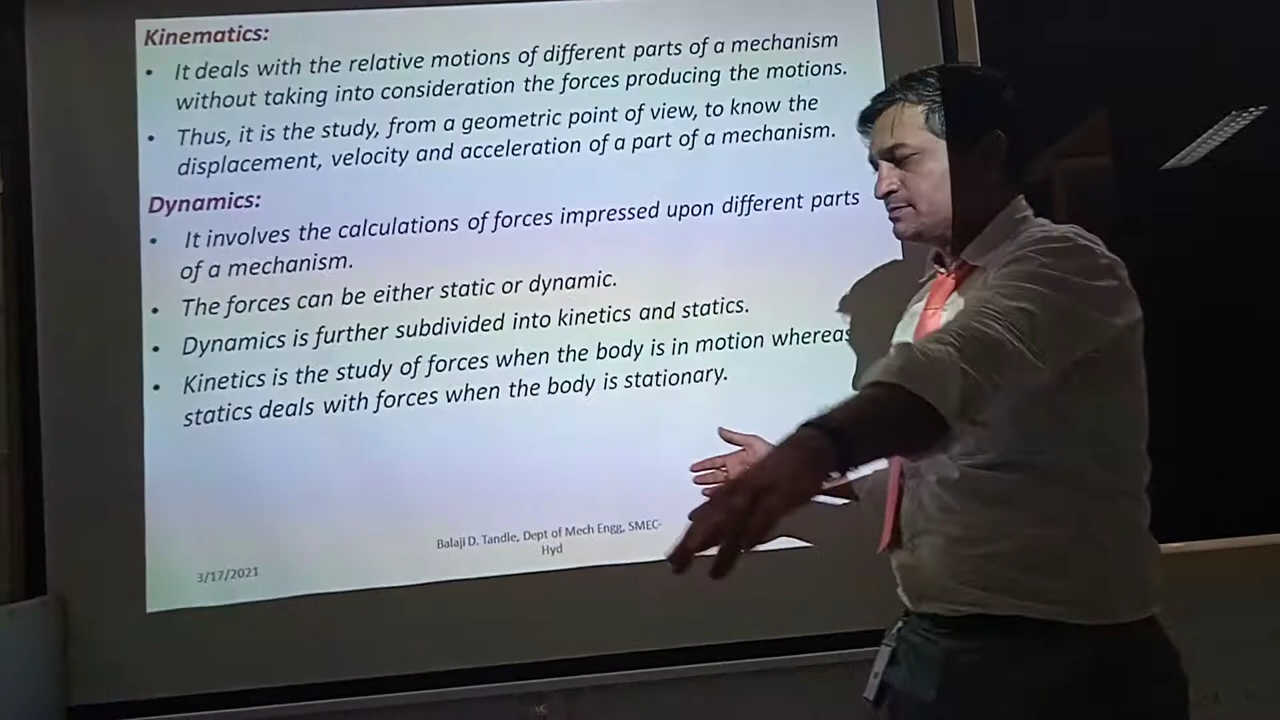 Kinematics:
• It deals with the relative motions of different parts of a mechanism
without taking into consideration the forces producing the motions.
• Thus, it is the study, from a geometric point of view, to know the
displacement, velocity and acceleration of a part of a mechanism.
Dynamics:
• It involves the calculations of forces impressed upon different parts
of a mechanism.
• The forces can be either static or dynamic.
• Dynamics is further subdivided into kinetics and statics.
• Kinetics is the study of forces when the body is in motion whereas
statics deals with forces when the body is stationary.
Balaji D. Tandle, Dept of Mech Engg, SMEC-
Hyd
3/17/2021